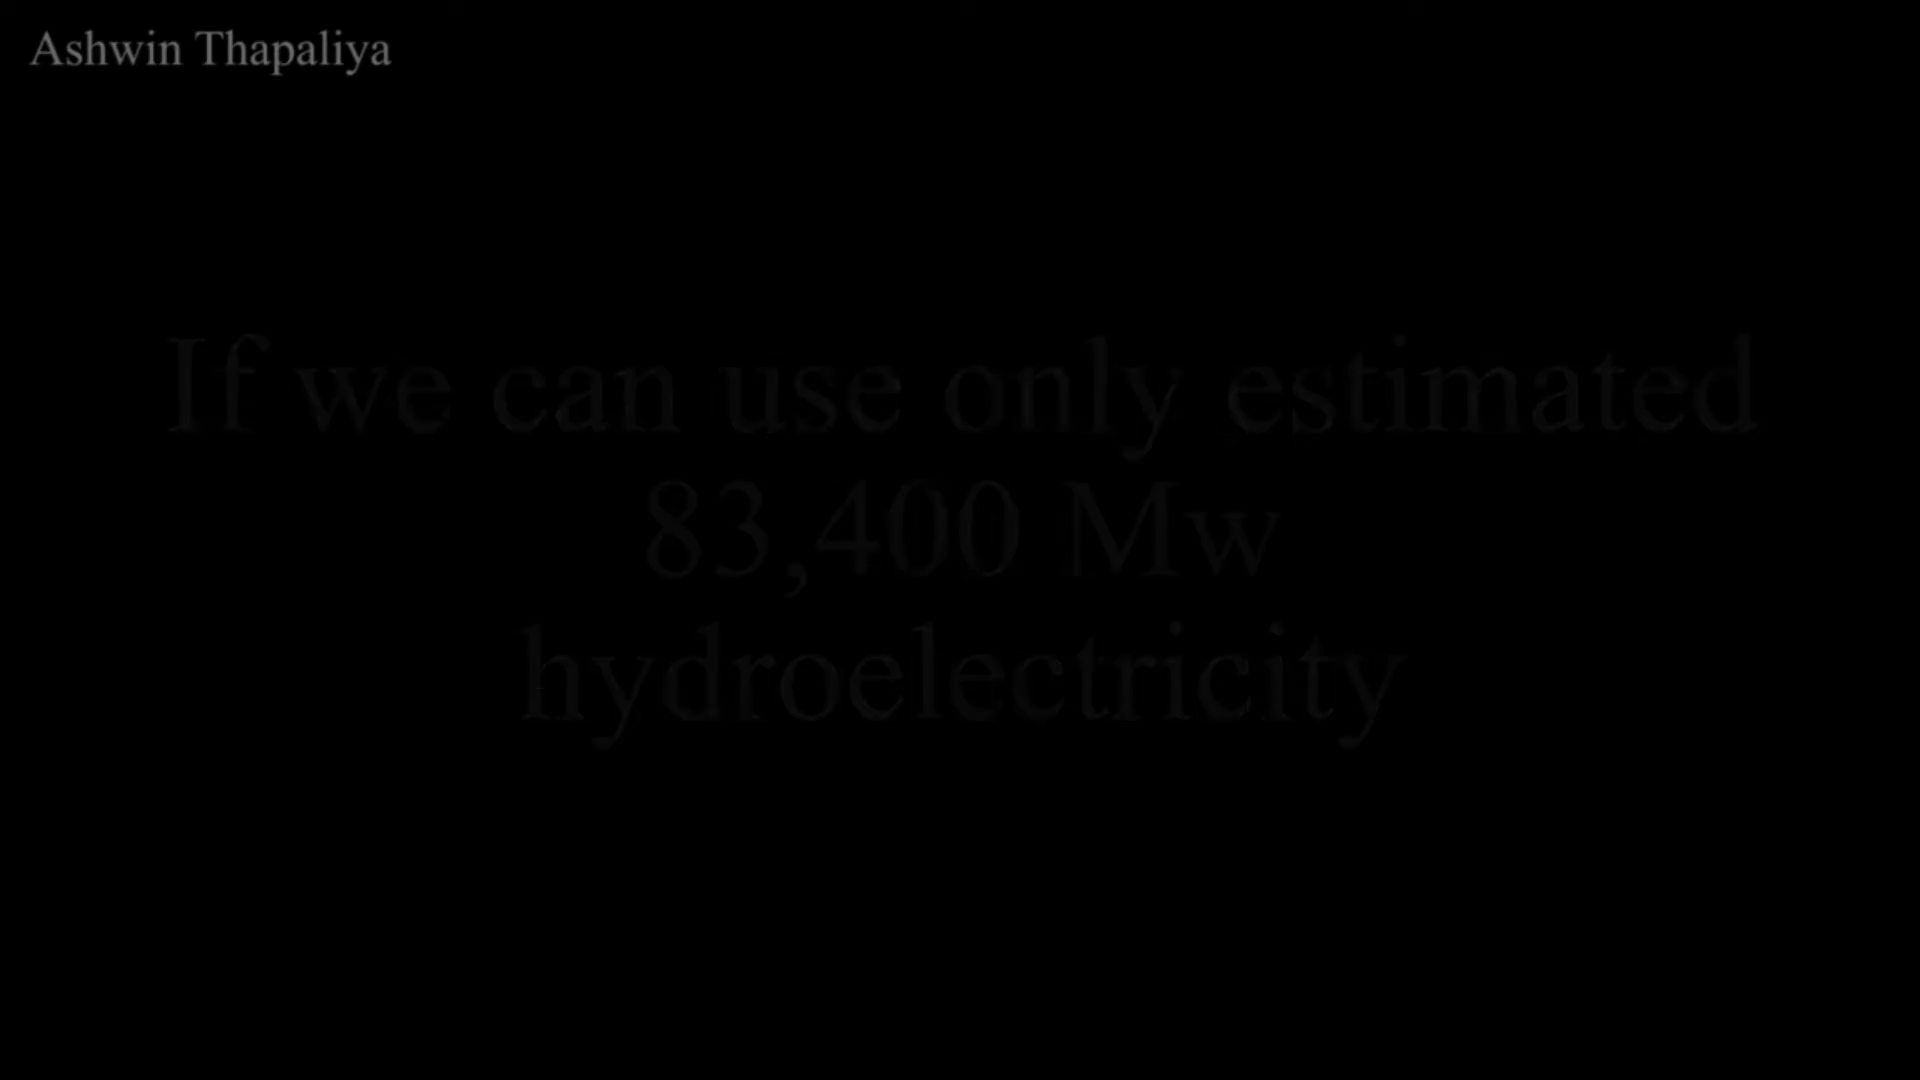 Ashwin Thapaliya
If we can use only estimated
83,400 Mw
hydroelectricity